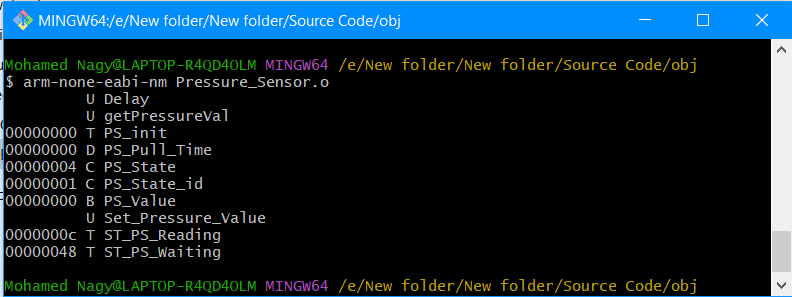 MINGW64:/e/New folder/New folder/Source Code/obj
Mohamed Nagy@LAPTOP-R4QD4OLM MINGW64 /e/New folder/New folder/Source Code/obj
$ arm-none-eabi-nm Pressure_Sensor.o
         U Delay
         U getPressureVal
00000000 T PS_init
00000000 D PS_Pull_Time
00000004 C PS_State
00000001 C PS_State_id
00000000 B PS_Value
         U Set_Pressure_Value
0000000c T ST_PS_Reading
00000048 T ST_PS_Waiting
Mohamed Nagy@LAPTOP-R4QD4OLM MINGW64 /e/New folder/New folder/Source Code/obj